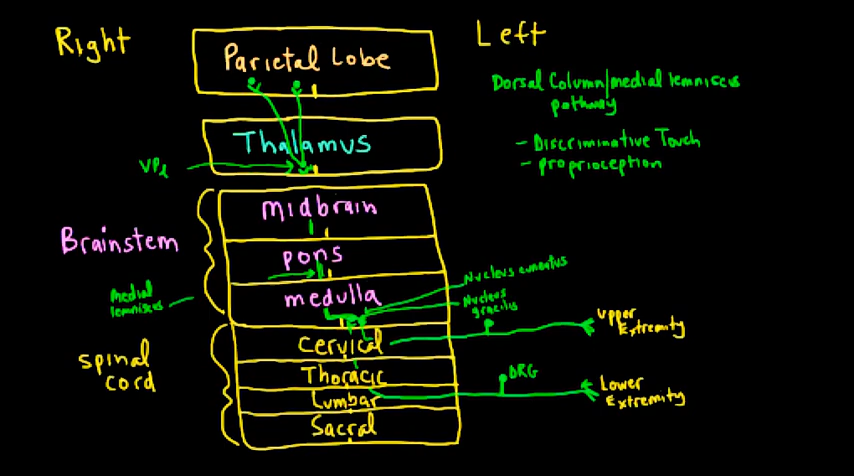 Right
Left
Parietal Lobe
Dorsal Column/medial lemniscus
pathway
- Discriminative Touch
- proprioception
Thalamus
VPL
midbrain
Brainstem
pons
medulla
Nucleus cuneatus
Nucleus
gracilis
medial
lemniscus
Upper
Extremity
Cervical
spinal
cord
Thoracic
DRG
Lower
Extremity
Lumbar
Sacral